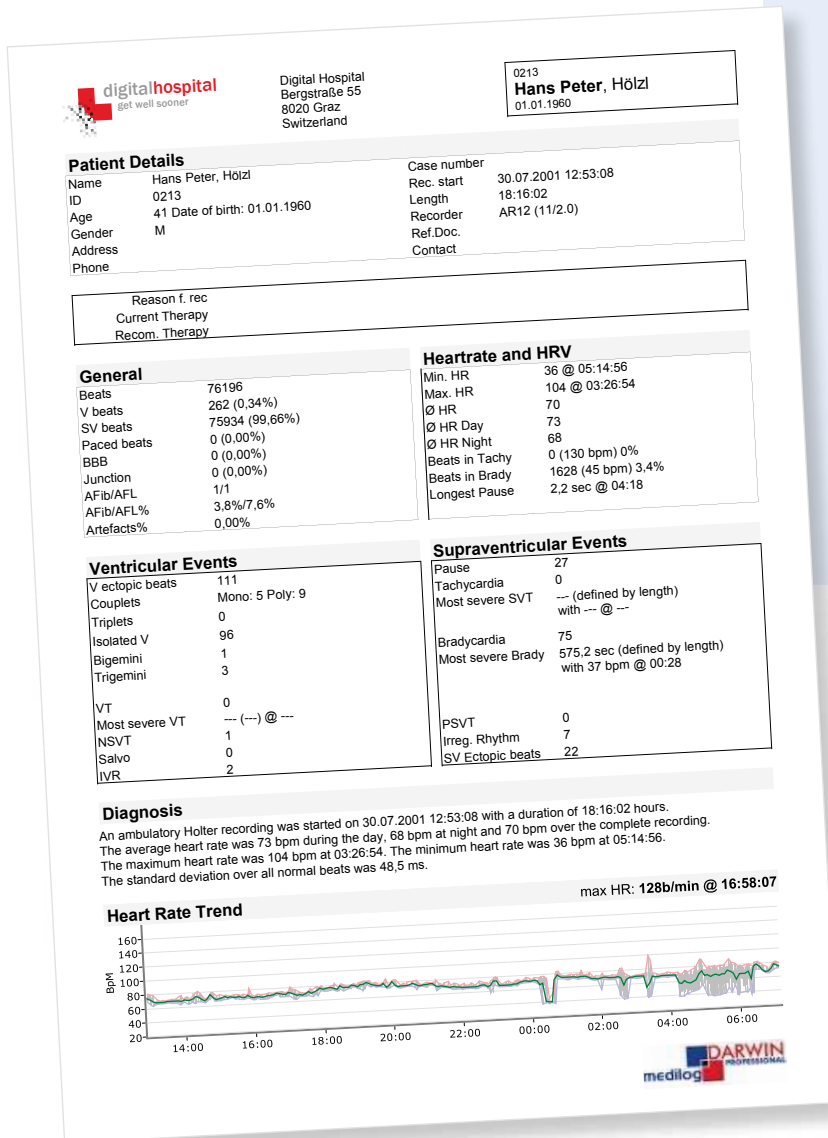 digitalhospital
get well sooner
Digital Hospital
Bergstraße 55
8020 Graz
Switzerland
0213
Hans Peter, Hölzl
01.01.1960
Patient Details
Name Hans Peter, Hölzl
ID 0213
Age 41 Date of birth: 01.01.1960
Gender M
Address
Phone
Case number
Rec. start 30.07.2001 12:53:08
Length 18:16:02
Recorder AR12 (11/2.0)
Ref.Doc.
Contact
Reason f. rec
Current Therapy
Recom. Therapy
General
Beats 76196
V beats 262 (0,34%)
SV beats 75934 (99,66%)
Paced beats 0 (0,00%)
BBB 0 (0,00%)
Junction 0 (0,00%)
AFib/AFL 1/1
AFib/AFL% 3,8%/7,6%
Artefacts% 0,00%
Heartrate and HRV
Min. HR 36 @ 05:14:56
Max. HR 104 @ 03:26:54
Ø HR 70
Ø HR Day 73
Ø HR Night 68
Beats in Tachy 0 (130 bpm) 0%
Beats in Brady 1628 (45 bpm) 3,4%
Longest Pause 2,2 sec @ 04:18
Ventricular Events
V ectopic beats 111
Couplets Mono: 5 Poly: 9
Triplets 0
Isolated V 96
Bigemini 1
Trigemini 3
VT 0
Most severe VT --- (---) @ ---
NSVT 1
Salvo 0
IVR 2
Supraventricular Events
Pause 27
Tachycardia 0
Most severe SVT --- (defined by length)
with --- @ ---
Bradycardia 75
Most severe Brady 575,2 sec (defined by length)
with 37 bpm @ 00:28
PSVT 0
Irreg. Rhythm 7
SV Ectopic beats 22
Diagnosis
An ambulatory Holter recording was started on 30.07.2001 12:53:08 with a duration of 18:16:02 hours.
The average heart rate was 73 bpm during the day, 68 bpm at night and 70 bpm over the complete recording.
The maximum heart rate was 104 bpm at 03:26:54. The minimum heart rate was 36 bpm at 05:14:56.
The standard deviation over all normal beats was 48,5 ms.
Heart Rate Trend
max HR: 128b/min @ 16:58:07
BpM
160
140
120
100
80
60
40
20
14:00 16:00 18:00 20:00 22:00 00:00 02:00 04:00 06:00
medilog DARWIN
PROFESSIONAL